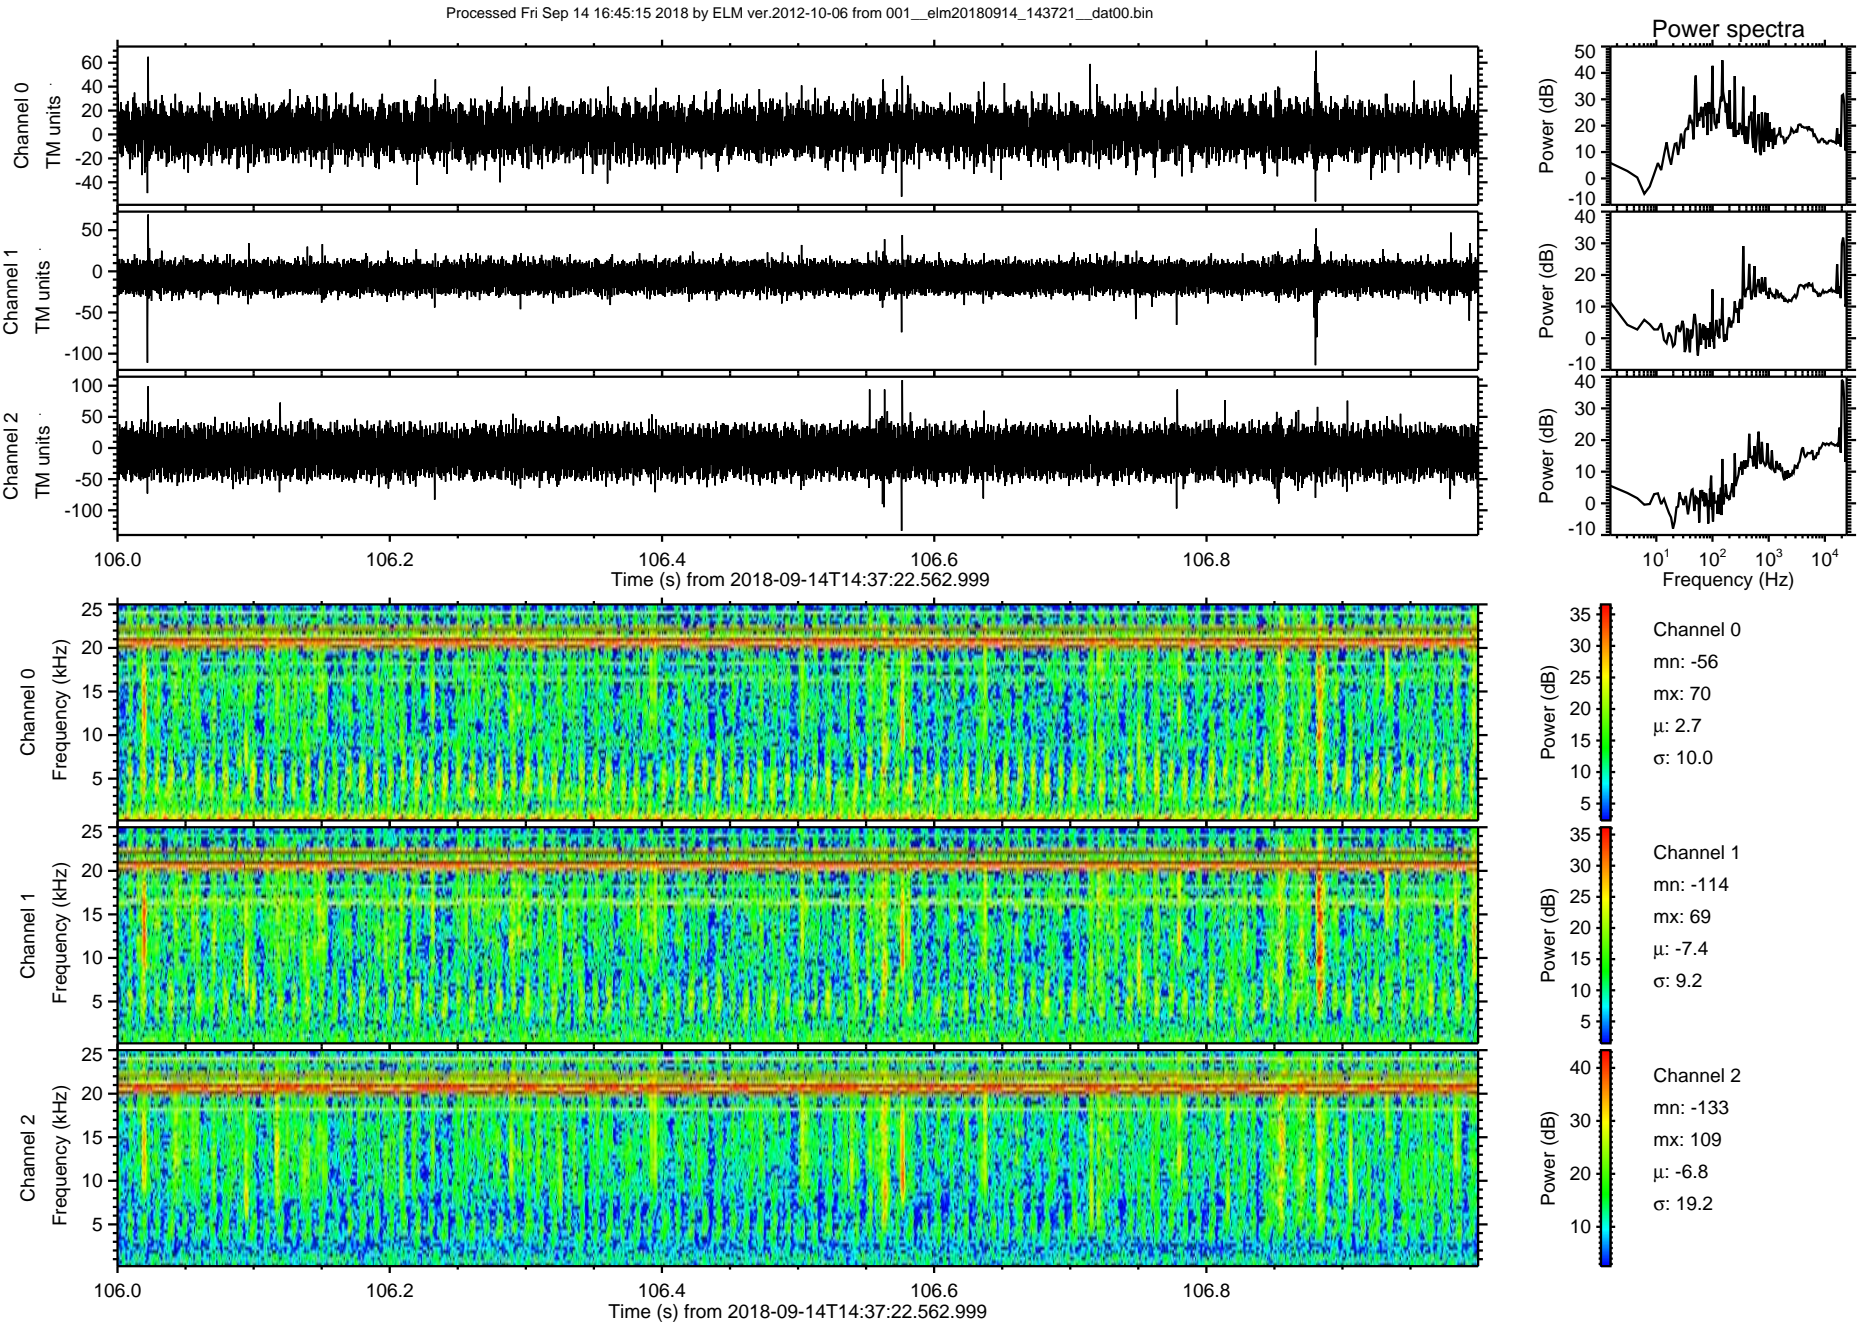 Processed Fri Sep 14 16:45:15 2018 by ELM ver.2012-10-06 from 001__elm20180914_143721__dat00.bin
Power spectra
Channel 0
TM units
60
40
20
0
-20
-40
Power (dB)
50
40
30
20
10
0
-10
Channel 1
TM units
50
0
-50
-100
Power (dB)
40
30
20
10
0
-10
Channel 2
TM units
100
50
0
-50
-100
Power (dB)
40
30
20
10
0
-10
106.0 106.2 106.4 106.6 106.8
Time (s) from 2018-09-14T14:37:22.562.999
10¹ 10² 10³ 10⁴
Frequency (Hz)
Channel 0
Frequency (kHz)
25
20
15
10
5
Power (dB)
35
30
25
20
15
10
5
Channel 0
mn: -56
mx: 70
μ: 2.7
σ: 10.0
Channel 1
Frequency (kHz)
25
20
15
10
5
Power (dB)
35
30
25
20
15
10
5
Channel 1
mn: -114
mx: 69
μ: -7.4
σ: 9.2
Channel 2
Frequency (kHz)
25
20
15
10
5
Power (dB)
40
30
20
10
Channel 2
mn: -133
mx: 109
μ: -6.8
σ: 19.2
106.0 106.2 106.4 106.6 106.8
Time (s) from 2018-09-14T14:37:22.562.999